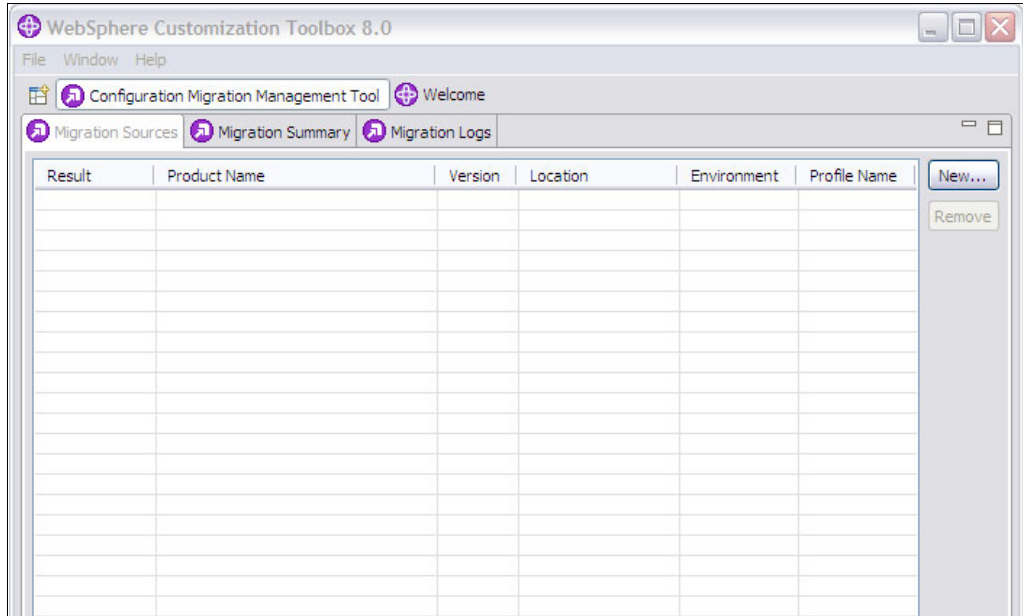 WebSphere Customization Toolbox 8.0
File Window Help
Configuration Migration Management Tool Welcome
Migration Sources Migration Summary Migration Logs
Result Product Name Version Location Environment Profile Name New...
Remove